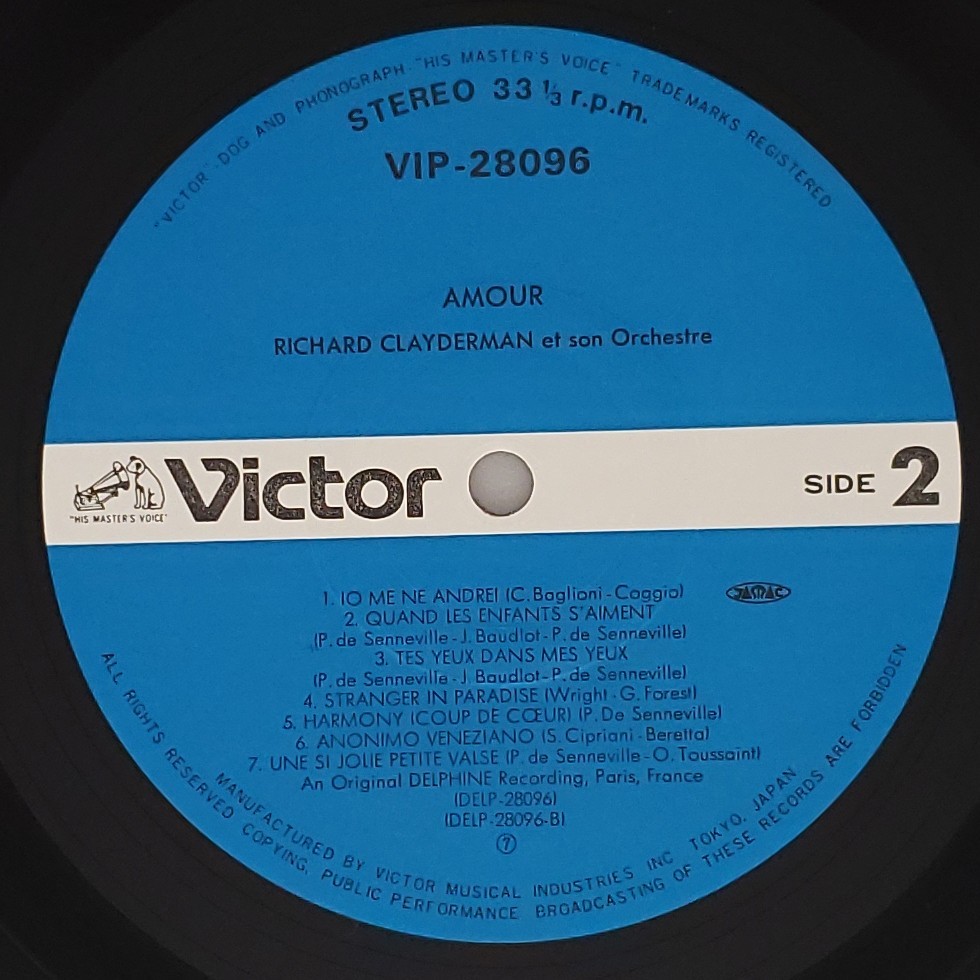 "VICTOR" DOG AND PHONOGRAPH "HIS MASTER'S VOICE" TRADEMARKS REGISTERED
STEREO 33 1/3 r.p.m.
VIP-28096
AMOUR
RICHARD CLAYDERMAN et son Orchestre
"HIS MASTER'S VOICE"
Victor
SIDE 2
1. IO ME NE ANDREI (C. Baglioni - Coggio)
JASRAC
2. QUAND LES ENFANTS S'AIMENT
(P. de Senneville - J. Baudlot - P. de Senneville)
3. TES YEUX DANS MES YEUX
(P. de Senneville - J. Baudlot - P. de Senneville)
4. STRANGER IN PARADISE (Wright - G. Forest)
5. HARMONY (COUP DE CŒUR) (P. De Senneville)
6. ANONIMO VENEZIANO (S. Cipriani - Beretta)
7. UNE SI JOLIE PETITE VALSE (P. de Senneville - O. Toussaint)
An Original DELPHINE Recording, Paris, France
(DELP-28096)
(DELP-28096-B)
⑦
MANUFACTURED BY VICTOR MUSICAL INDUSTRIES INC TOKYO, JAPAN
ALL RIGHTS RESERVED COPYING, PUBLIC PERFORMANCE BROADCASTING OF THESE RECORDS ARE FORBIDDEN